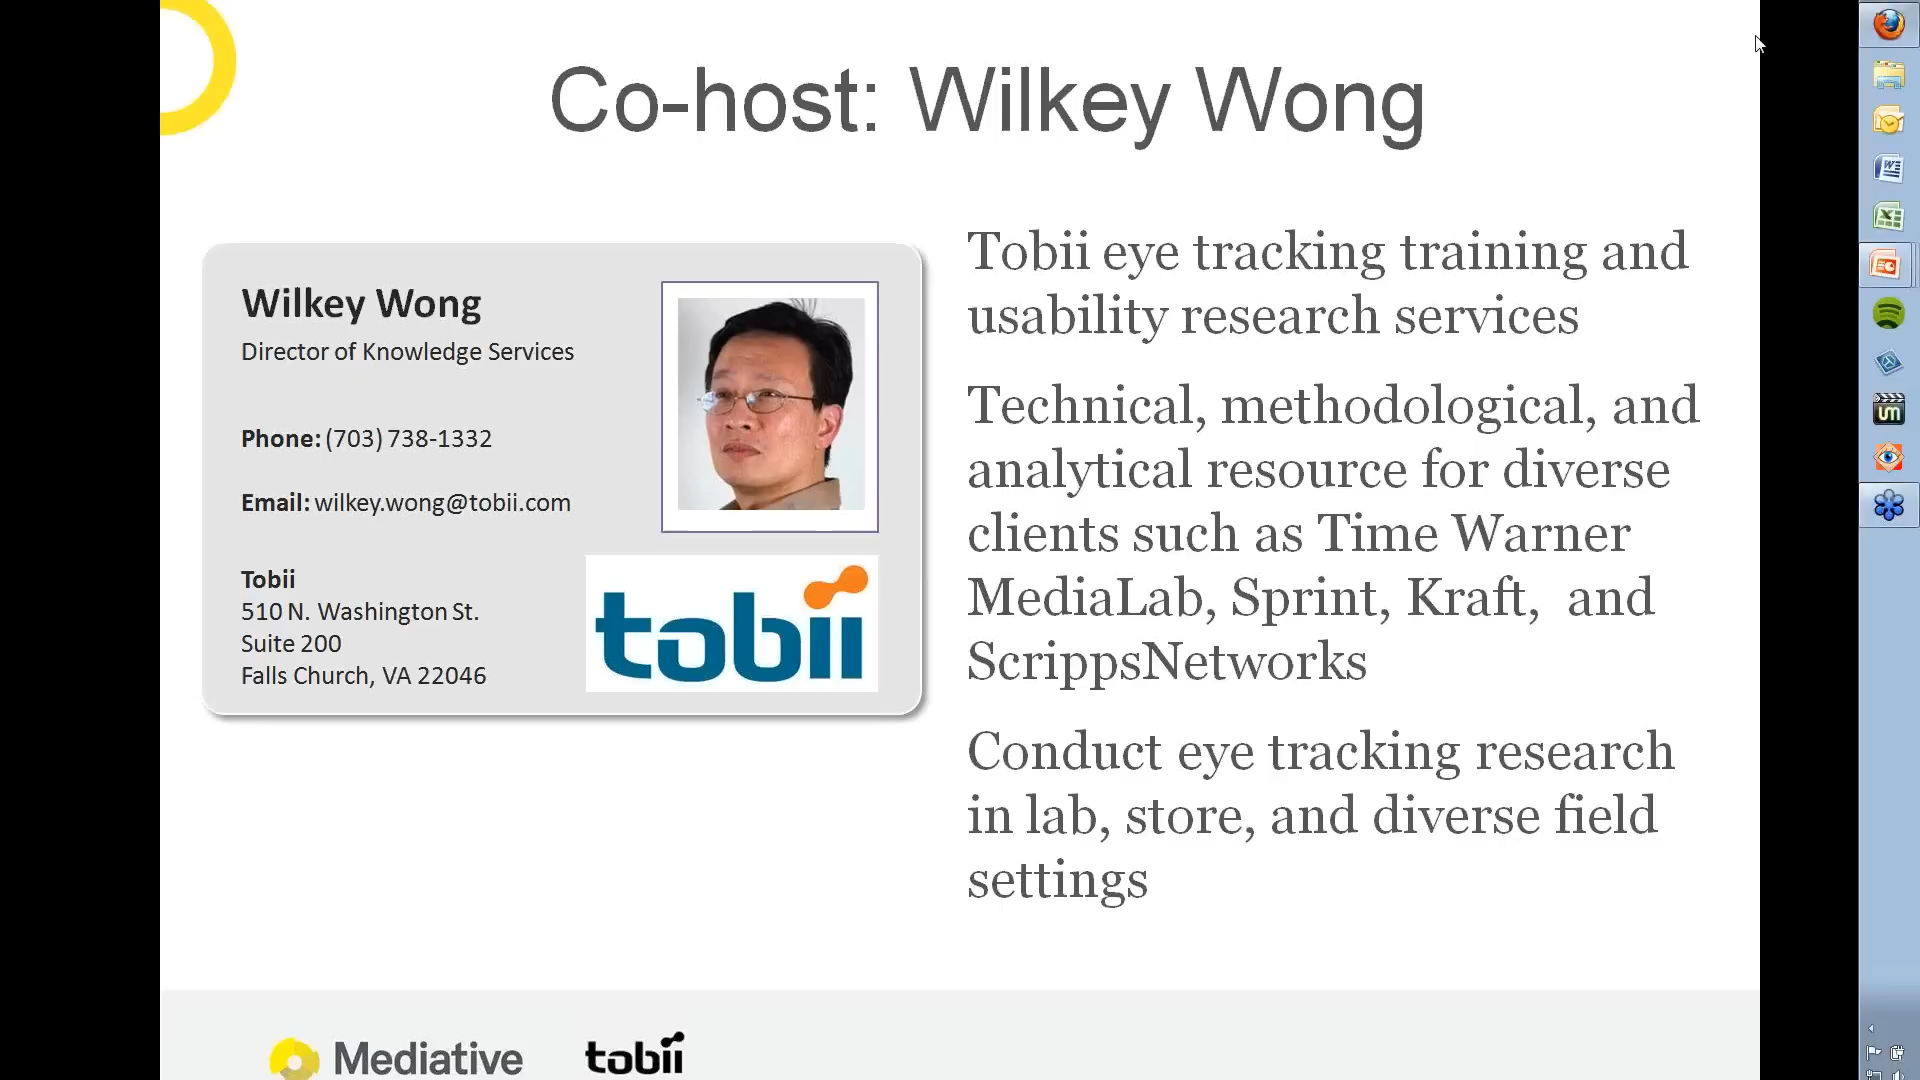 Co-host: Wilkey Wong
Wilkey Wong
Director of Knowledge Services
Phone: (703) 738-1332
Email: wilkey.wong@tobii.com
Tobii
510 N. Washington St.
Suite 200
Falls Church, VA 22046
tobii
Tobii eye tracking training and
usability research services
Technical, methodological, and
analytical resource for diverse
clients such as Time Warner
MediaLab, Sprint, Kraft,  and
ScrippsNetworks
Conduct eye tracking research
in lab, store, and diverse field
settings
Mediative
tobii
um